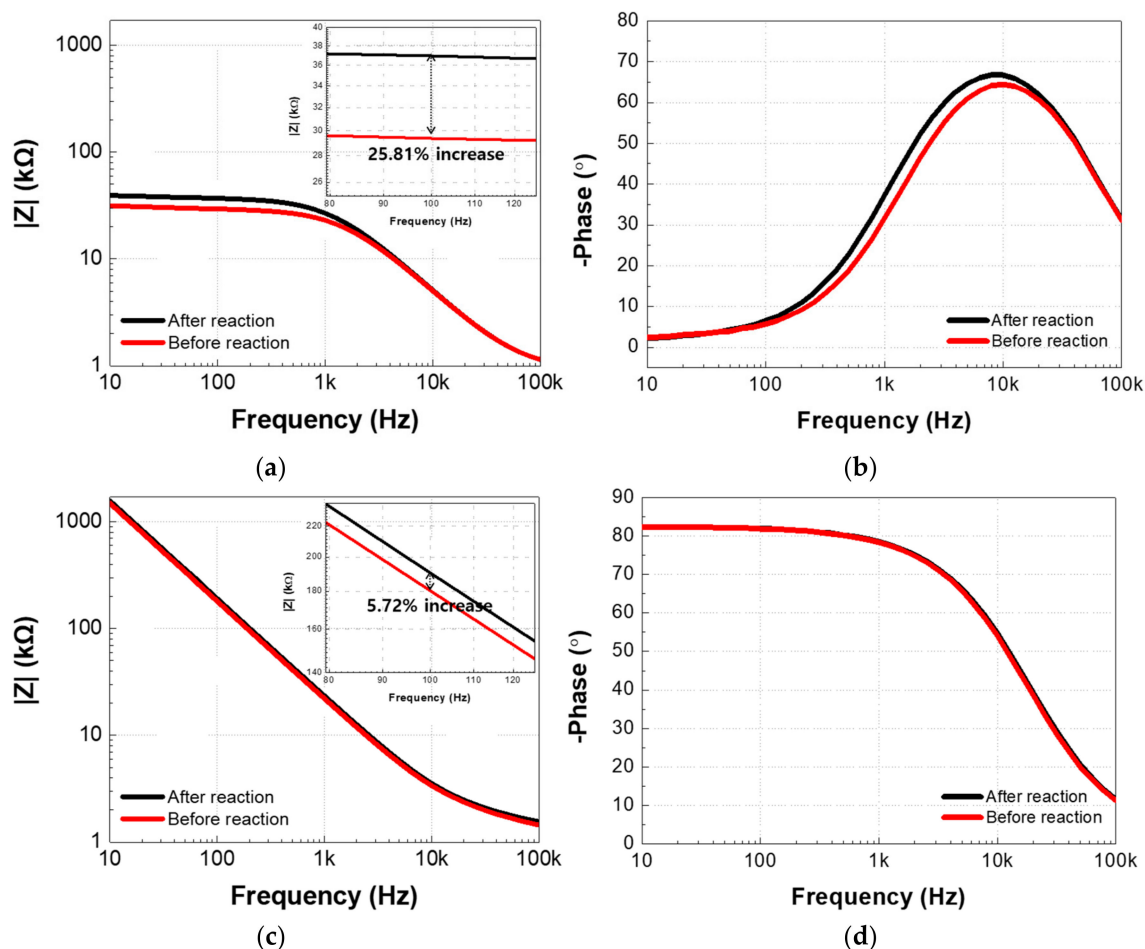 1000
100
10
1
|Z| (kΩ)
10
100
1k
10k
100k
Frequency (Hz)
After reaction
Before reaction
40
38
36
34
32
30
28
26
|Z| (kΩ)
80
90
100
110
120
Frequency (Hz)
25.81% increase
(a)
80
70
60
50
40
30
20
10
0
-Phase (°)
10
100
1k
10k
100k
Frequency (Hz)
After reaction
Before reaction
(b)
1000
100
10
1
|Z| (kΩ)
10
100
1k
10k
100k
Frequency (Hz)
After reaction
Before reaction
220
200
180
160
140
|Z| (kΩ)
80
90
100
110
120
Frequency (Hz)
5.72% increase
(c)
90
80
70
60
50
40
30
20
10
0
-Phase (°)
10
100
1k
10k
100k
Frequency (Hz)
After reaction
Before reaction
(d)